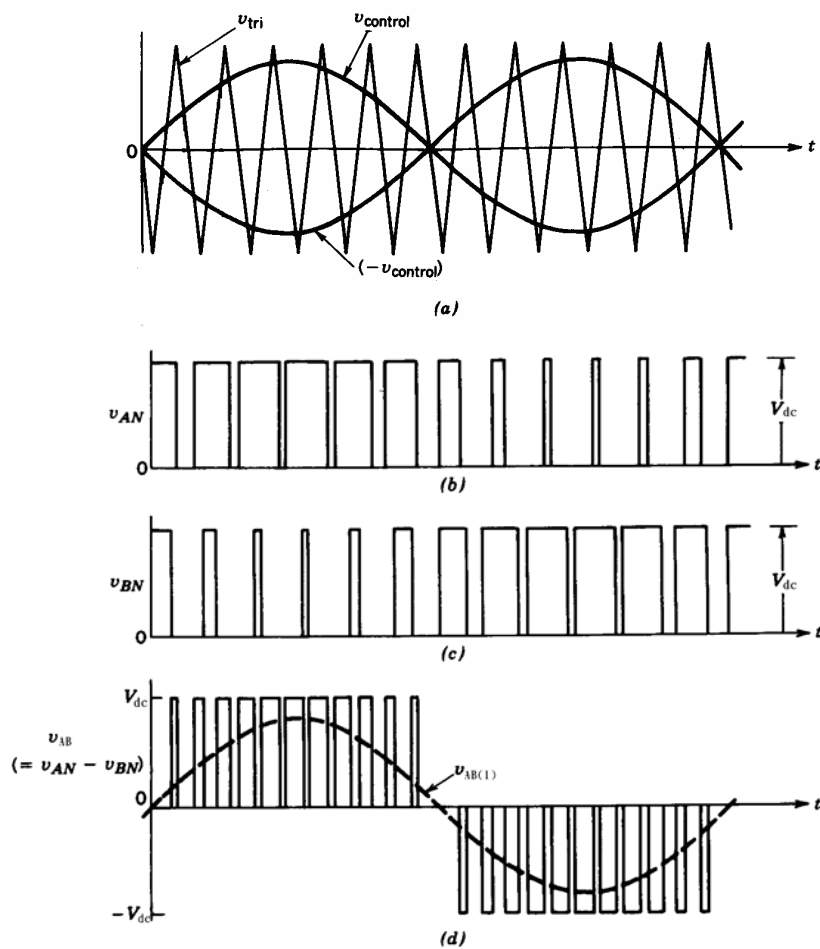 v_tri
v_control
0
t
(−v_control)
(a)
v_AN
0
V_dc
t
(b)
v_BN
0
V_dc
t
(c)
V_dc
v_AB
(= v_AN − v_BN)
0
v_AB(1)
t
−V_dc
(d)